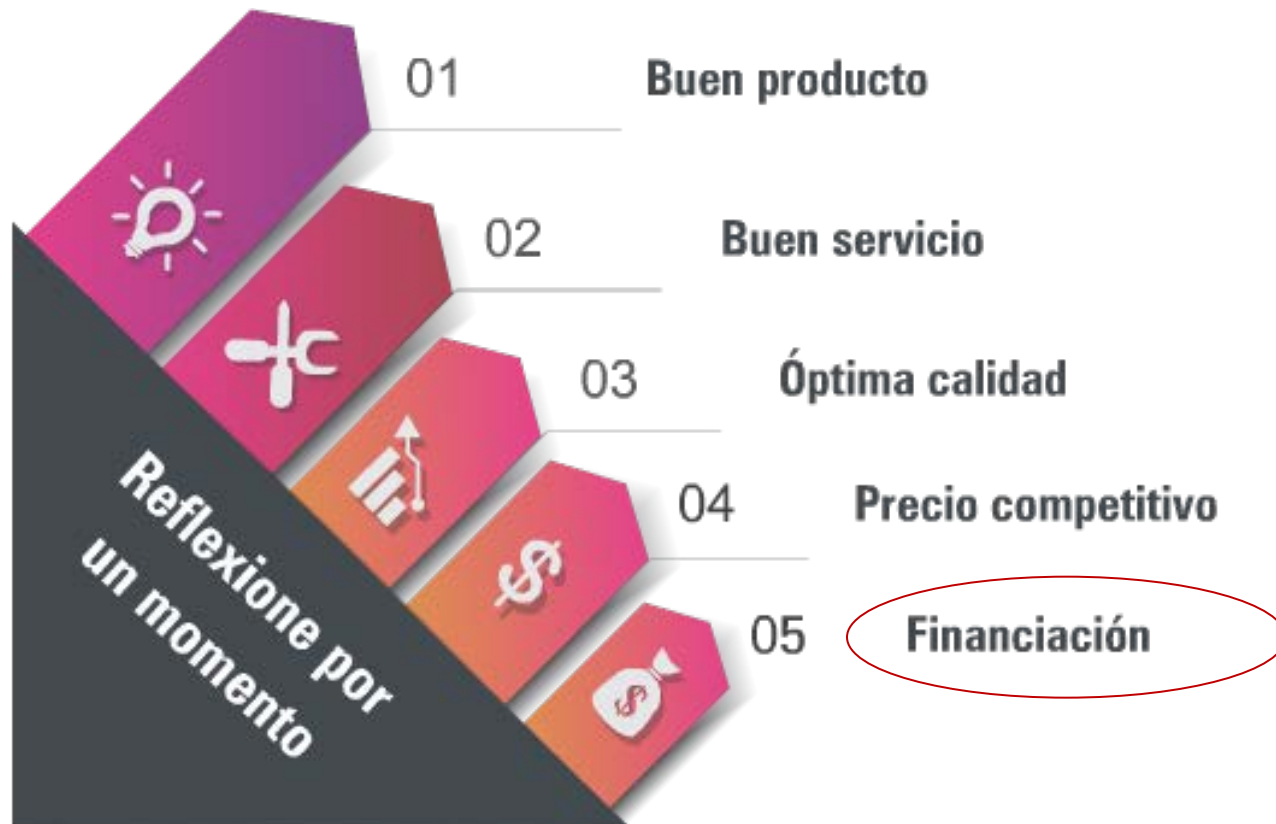 01 Buen producto
02 Buen servicio
03 Óptima calidad
04 Precio competitivo
05 Financiación
Reflexione por
un momento